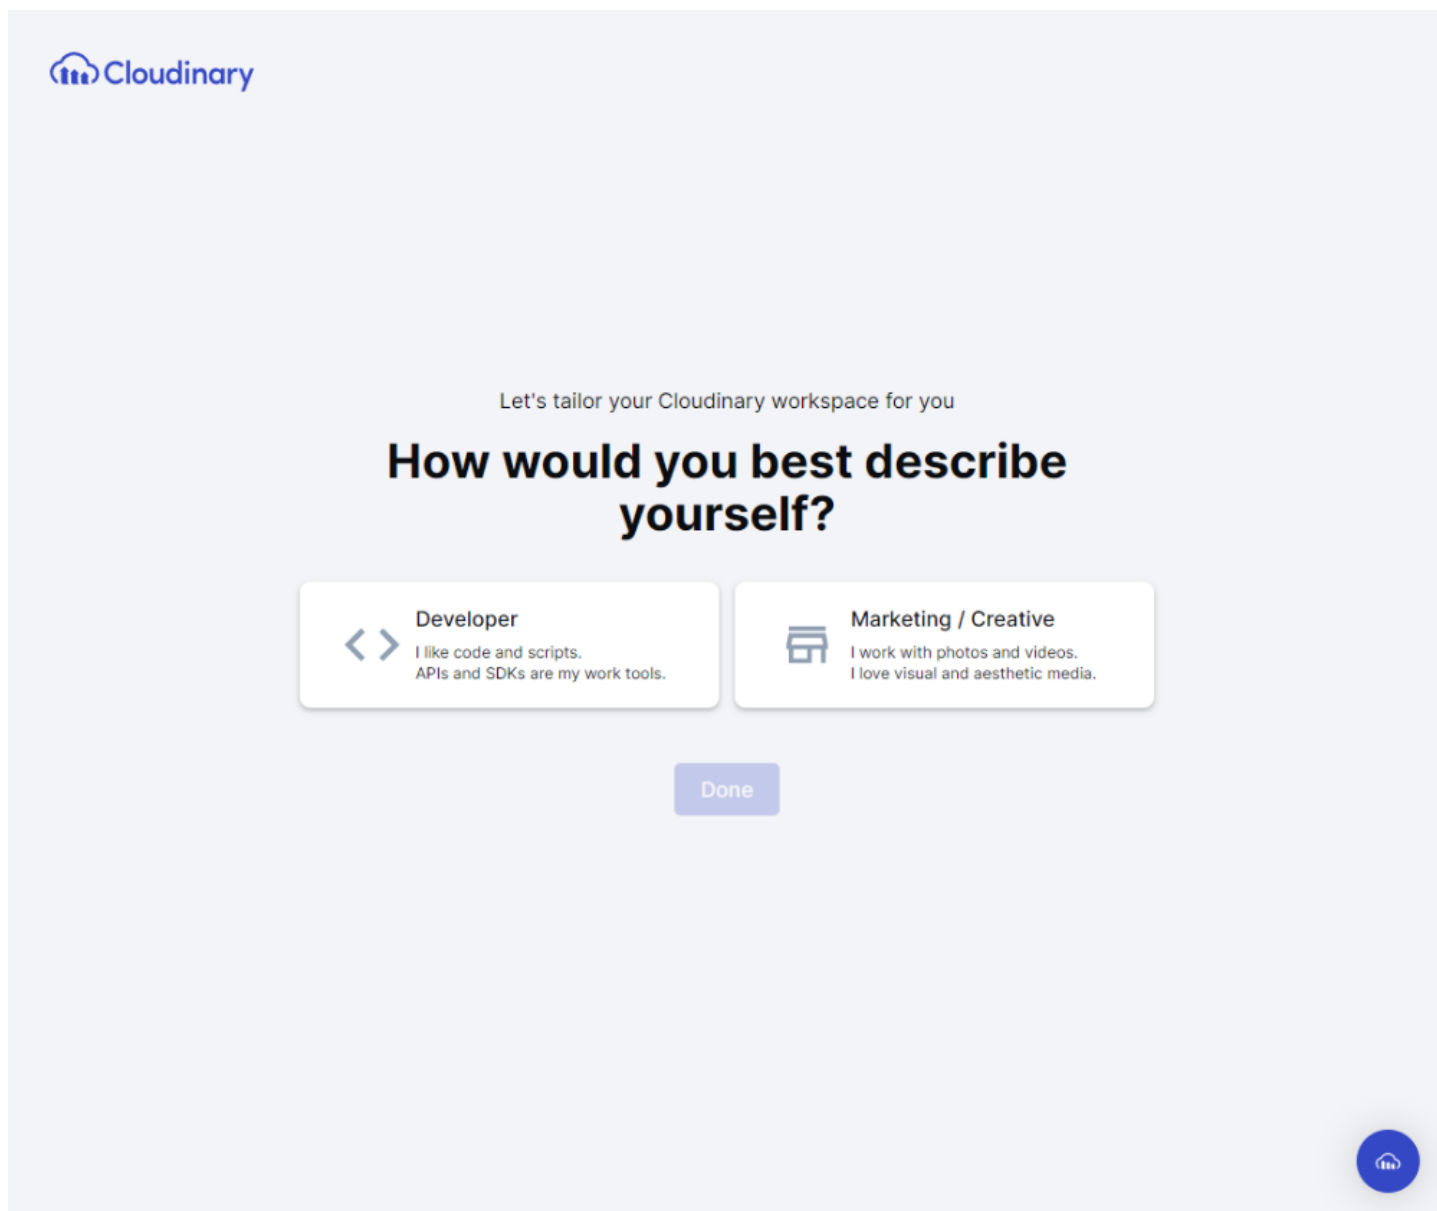 Cloudinary
Let's tailor your Cloudinary workspace for you
How would you best describe
yourself?
Developer
I like code and scripts.
APIs and SDKs are my work tools.
Marketing / Creative
I work with photos and videos.
I love visual and aesthetic media.
Done